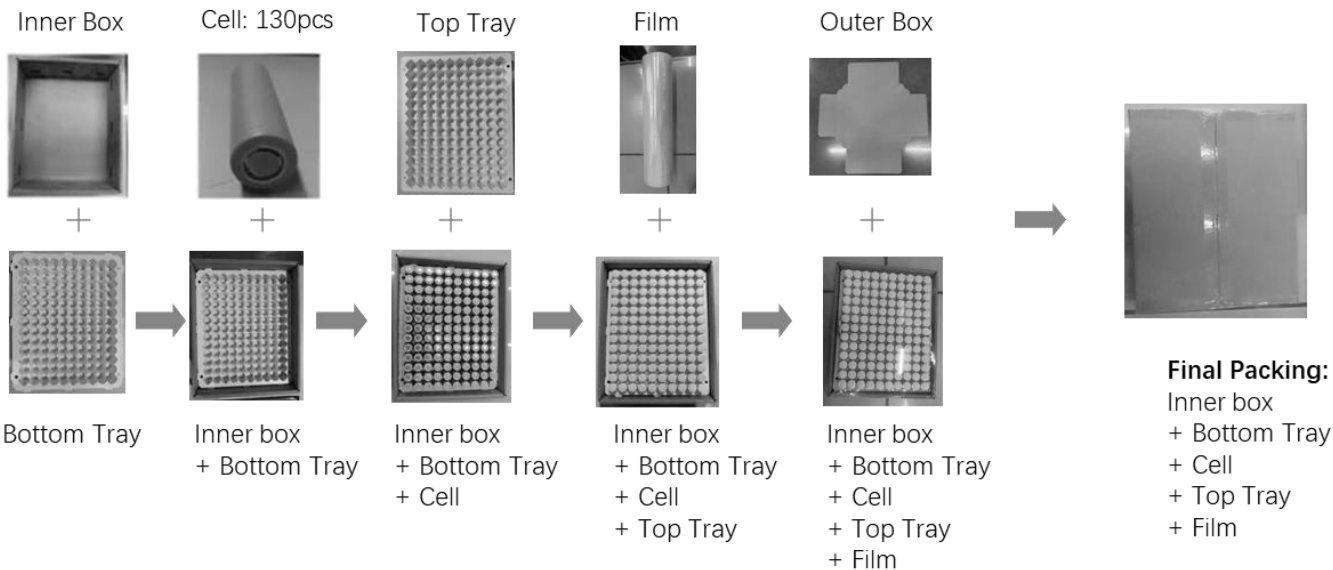 Inner Box
Cell: 130pcs
Top Tray
Film
Outer Box
Bottom Tray
Inner box
+ Bottom Tray
Inner box
+ Bottom Tray
+ Cell
Inner box
+ Bottom Tray
+ Cell
+ Top Tray
Inner box
+ Bottom Tray
+ Cell
+ Top Tray
+ Film
Final Packing:
Inner box
+ Bottom Tray
+ Cell
+ Top Tray
+ Film